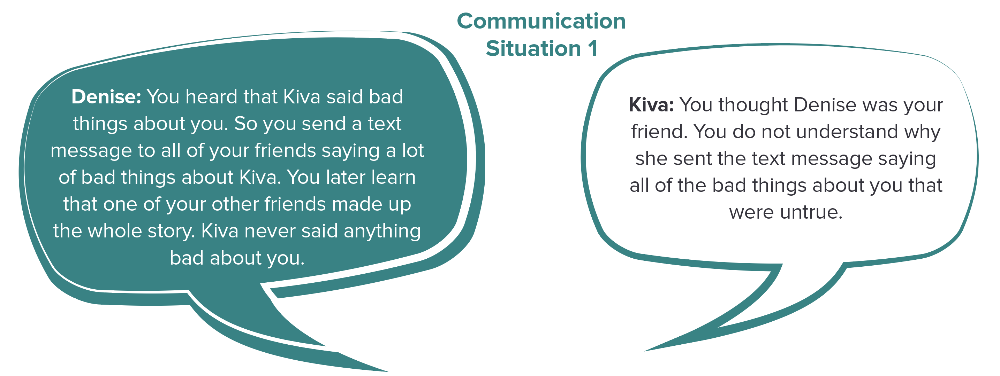 Communication
Situation 1
Denise: You heard that Kiva said bad
things about you. So you send a text
message to all of your friends saying a lot
of bad things about Kiva. You later learn
that one of your other friends made up
the whole story. Kiva never said anything
bad about you.
Kiva: You thought Denise was your
friend. You do not understand why
she sent the text message saying
all of the bad things about you that
were untrue.